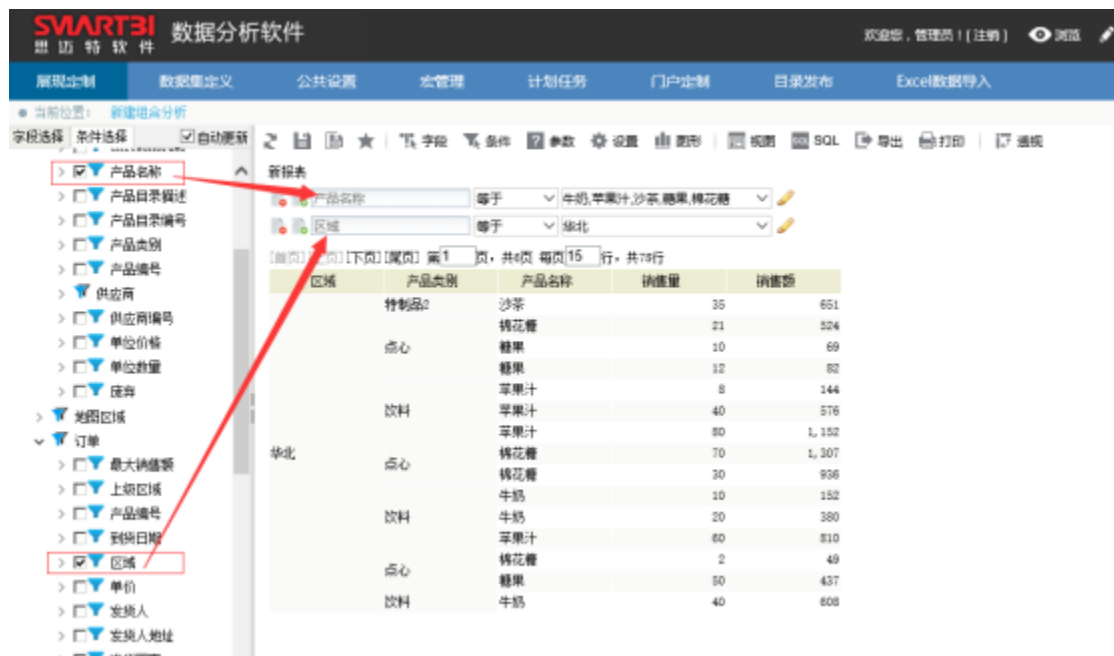 SMARTBI 数据分析软件
思迈特软件
欢迎您，管理员！[注销] 浏览
展现定制 数据集定义 公共设置 宏管理 计划任务 门户定制 目录发布 Excel数据导入
当前位置： 新建组合分析
字段选择 条件选择 自动更新
字段 条件 参数 设置 图形 视图 SQL 导出 打印 透视
产品名称
产品目录描述
产品目录编号
产品类别
产品编号
供应商
供应商编号
单位价格
单位数量
废弃
地图区域
订单
最大销售额
上级区域
产品编号
到货日期
区域
单价
发货人
发货人地址
新报表
产品名称 等于 牛奶,苹果汁,沙茶,糖果,棉花糖
区域 等于 华北
[首页] [下页] [尾页] 第1 页，共6页 每页15 行，共78行
区域 产品类别 产品名称 销售量 销售额
华北 特制品2 沙茶 35 651
棉花糖 21 524
点心 糖果 10 69
糖果 12 82
苹果汁 8 144
饮料 苹果汁 40 576
苹果汁 80 1,152
棉花糖 70 1,307
点心 棉花糖 30 936
牛奶 10 152
饮料 牛奶 20 380
苹果汁 60 810
棉花糖 2 49
点心 糖果 50 437
饮料 牛奶 40 608